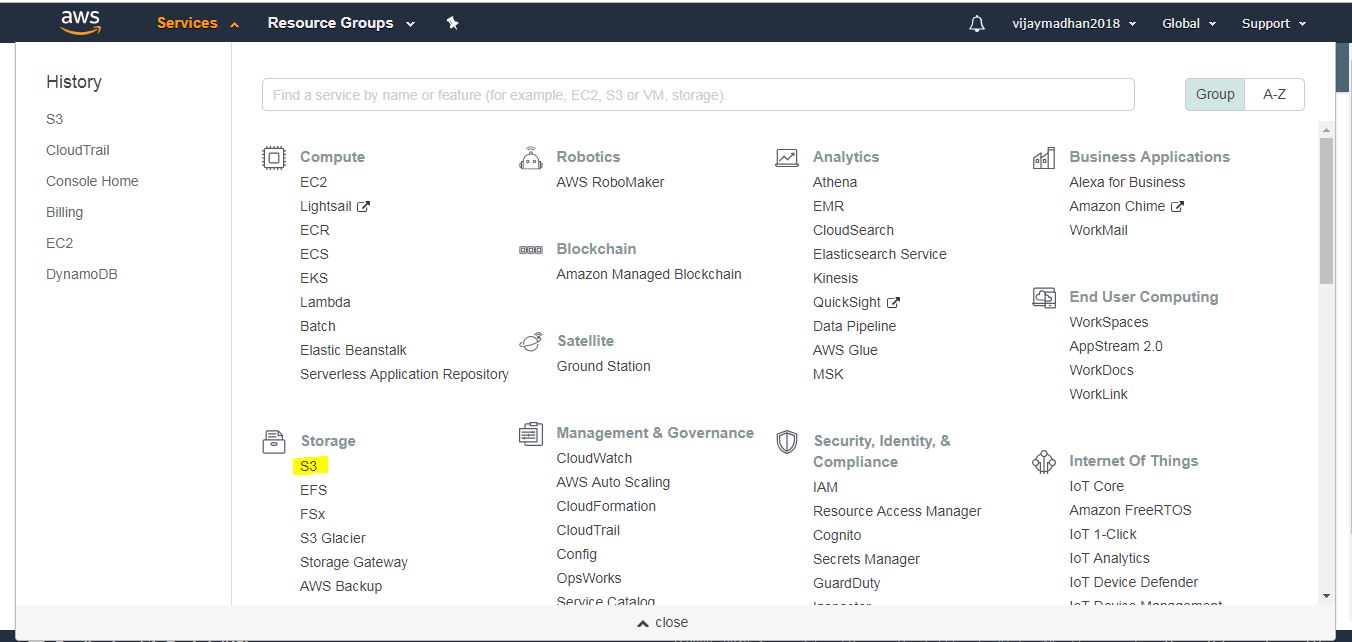 aws
Services
Resource Groups
vijaymadhan2018
Global
Support
History
S3
CloudTrail
Console Home
Billing
EC2
DynamoDB
Find a service by name or feature (for example, EC2, S3 or VM, storage).
Group
A-Z
Compute
EC2
Lightsail
ECR
ECS
EKS
Lambda
Batch
Elastic Beanstalk
Serverless Application Repository
Storage
S3
EFS
FSx
S3 Glacier
Storage Gateway
AWS Backup
Robotics
AWS RoboMaker
Blockchain
Amazon Managed Blockchain
Satellite
Ground Station
Management & Governance
CloudWatch
AWS Auto Scaling
CloudFormation
CloudTrail
Config
OpsWorks
Service Catalog
Analytics
Athena
EMR
CloudSearch
Elasticsearch Service
Kinesis
QuickSight
Data Pipeline
AWS Glue
MSK
Security, Identity, &
Compliance
IAM
Resource Access Manager
Cognito
Secrets Manager
GuardDuty
Inspector
Business Applications
Alexa for Business
Amazon Chime
WorkMail
End User Computing
WorkSpaces
AppStream 2.0
WorkDocs
WorkLink
Internet Of Things
IoT Core
Amazon FreeRTOS
IoT 1-Click
IoT Analytics
IoT Device Defender
IoT Device Management
close